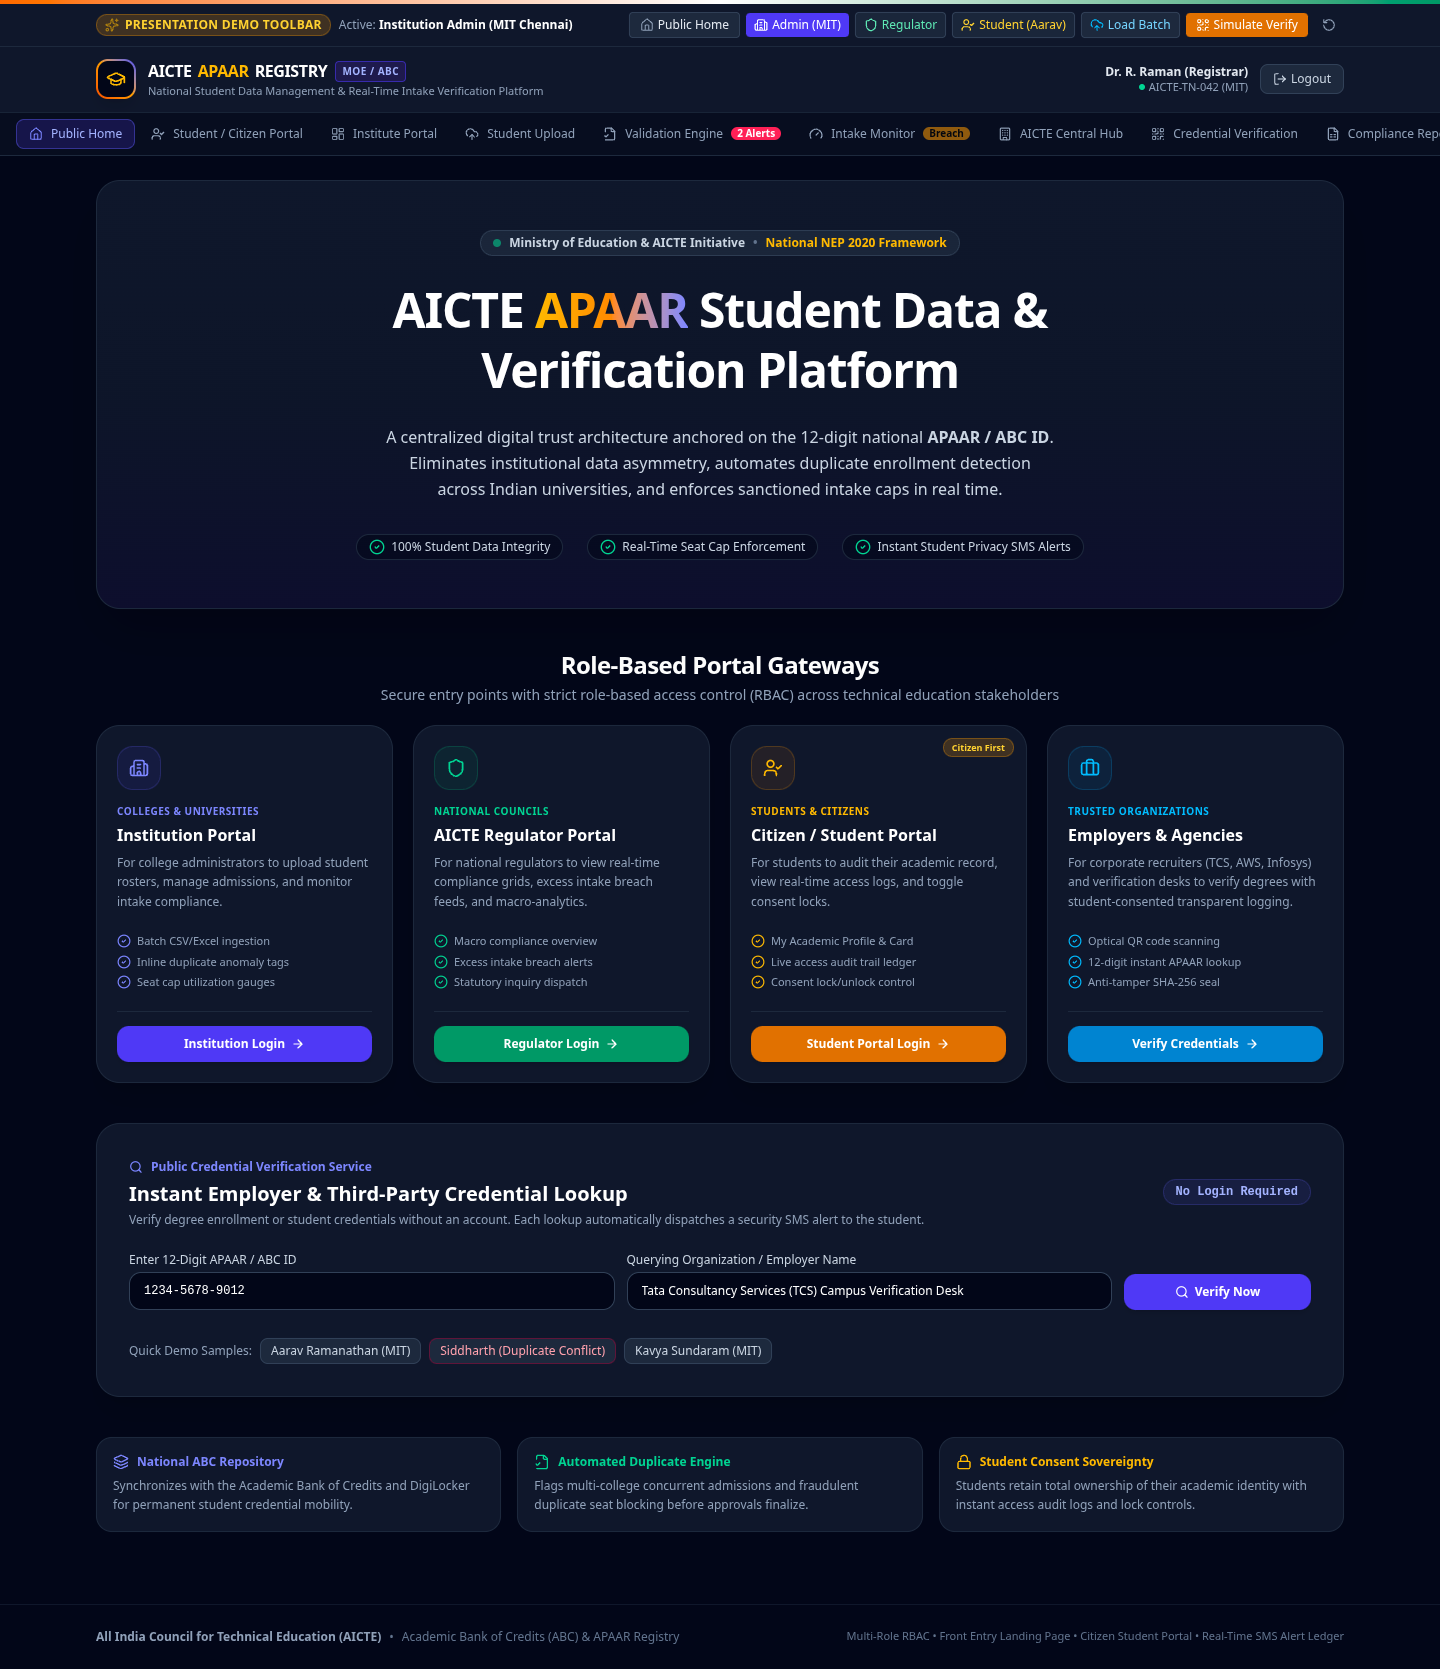 PRESENTATION DEMO TOOLBAR Active: Institution Admin (MIT Chennai) Public Home Admin (MIT) Regulator Student (Aarav) Load Batch Simulate Verify
AICTE APAAR REGISTRY MOE / ABC
National Student Data Management & Real-Time Intake Verification Platform
Dr. R. Raman (Registrar)
AICTE-TN-042 (MIT)
Logout
Public Home Student / Citizen Portal Institute Portal Student Upload Validation Engine 2 Alerts Intake Monitor Breach AICTE Central Hub Credential Verification Compliance Repo
Ministry of Education & AICTE Initiative • National NEP 2020 Framework
AICTE APAAR Student Data &
Verification Platform
A centralized digital trust architecture anchored on the 12-digit national APAAR / ABC ID.
Eliminates institutional data asymmetry, automates duplicate enrollment detection
across Indian universities, and enforces sanctioned intake caps in real time.
100% Student Data Integrity Real-Time Seat Cap Enforcement Instant Student Privacy SMS Alerts
Role-Based Portal Gateways
Secure entry points with strict role-based access control (RBAC) across technical education stakeholders
COLLEGES & UNIVERSITIES
Institution Portal
For college administrators to upload student
rosters, manage admissions, and monitor
intake compliance.
Batch CSV/Excel ingestion
Inline duplicate anomaly tags
Seat cap utilization gauges
Institution Login
NATIONAL COUNCILS
AICTE Regulator Portal
For national regulators to view real-time
compliance grids, excess intake breach
feeds, and macro-analytics.
Macro compliance overview
Excess intake breach alerts
Statutory inquiry dispatch
Regulator Login
Citizen First
STUDENTS & CITIZENS
Citizen / Student Portal
For students to audit their academic record,
view real-time access logs, and toggle
consent locks.
My Academic Profile & Card
Live access audit trail ledger
Consent lock/unlock control
Student Portal Login
TRUSTED ORGANIZATIONS
Employers & Agencies
For corporate recruiters (TCS, AWS, Infosys)
and verification desks to verify degrees with
student-consented transparent logging.
Optical QR code scanning
12-digit instant APAAR lookup
Anti-tamper SHA-256 seal
Verify Credentials
Public Credential Verification Service
Instant Employer & Third-Party Credential Lookup
Verify degree enrollment or student credentials without an account. Each lookup automatically dispatches a security SMS alert to the student.
No Login Required
Enter 12-Digit APAAR / ABC ID
1234-5678-9012
Querying Organization / Employer Name
Tata Consultancy Services (TCS) Campus Verification Desk
Verify Now
Quick Demo Samples: Aarav Ramanathan (MIT) Siddharth (Duplicate Conflict) Kavya Sundaram (MIT)
National ABC Repository
Synchronizes with the Academic Bank of Credits and DigiLocker
for permanent student credential mobility.
Automated Duplicate Engine
Flags multi-college concurrent admissions and fraudulent
duplicate seat blocking before approvals finalize.
Student Consent Sovereignty
Students retain total ownership of their academic identity with
instant access audit logs and lock controls.
All India Council for Technical Education (AICTE) • Academic Bank of Credits (ABC) & APAAR Registry
Multi-Role RBAC • Front Entry Landing Page • Citizen Student Portal • Real-Time SMS Alert Ledger